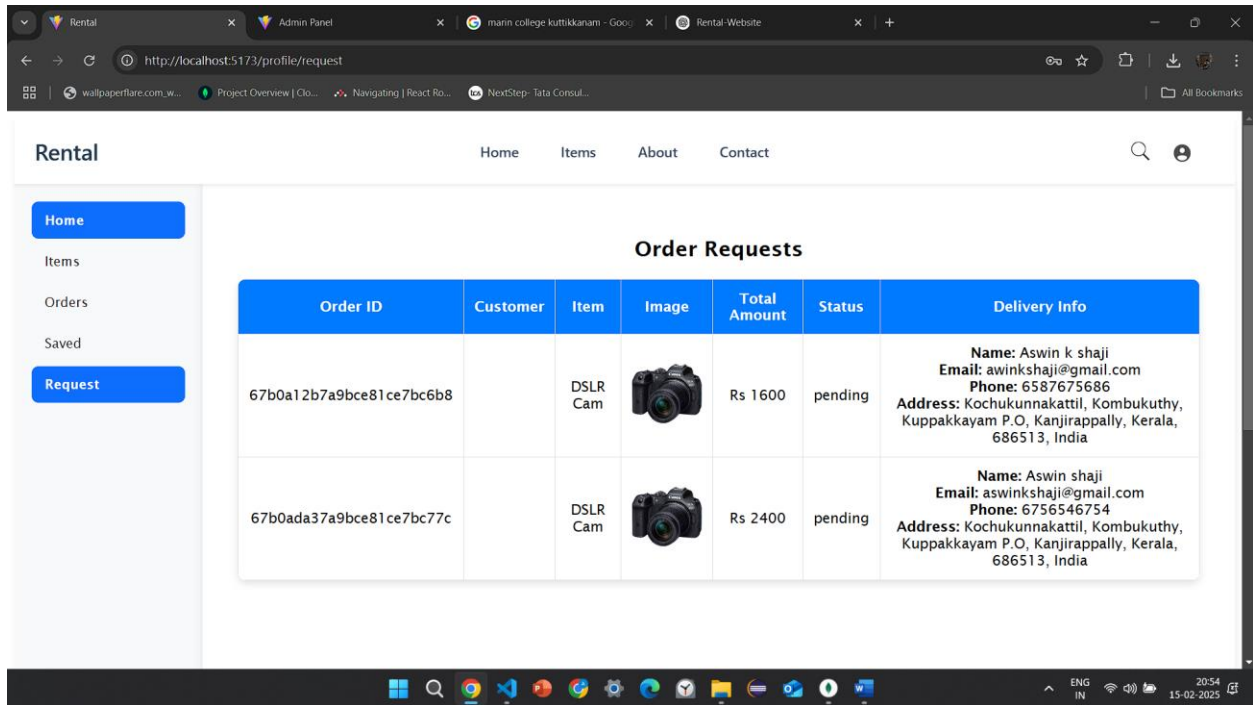 Rental
Admin Panel
marin college kuttikkanam - Goog
Rental-Website
http://localhost:5173/profile/request
wallpaperflare.com_w...
Project Overview | Clo...
Navigating | React Ro...
NextStep- Tata Consul...
All Bookmarks
Rental
Home
Items
About
Contact
Home
Items
Orders
Saved
Request
Order Requests
Order ID
Customer
Item
Image
Total
Amount
Status
Delivery Info
67b0a12b7a9bce81ce7bc6b8
DSLR
Cam
Rs 1600
pending
Name: Aswin k shaji
Email: awinkshaji@gmail.com
Phone: 6587675686
Address: Kochukunnakattil, Kombukuthy,
Kuppakkayam P.O, Kanjirappally, Kerala,
686513, India
67b0ada37a9bce81ce7bc77c
DSLR
Cam
Rs 2400
pending
Name: Aswin shaji
Email: aswinkshaji@gmail.com
Phone: 6756546754
Address: Kochukunnakattil, Kombukuthy,
Kuppakkayam P.O, Kanjirappally, Kerala,
686513, India
ENG
IN
20:54
15-02-2025